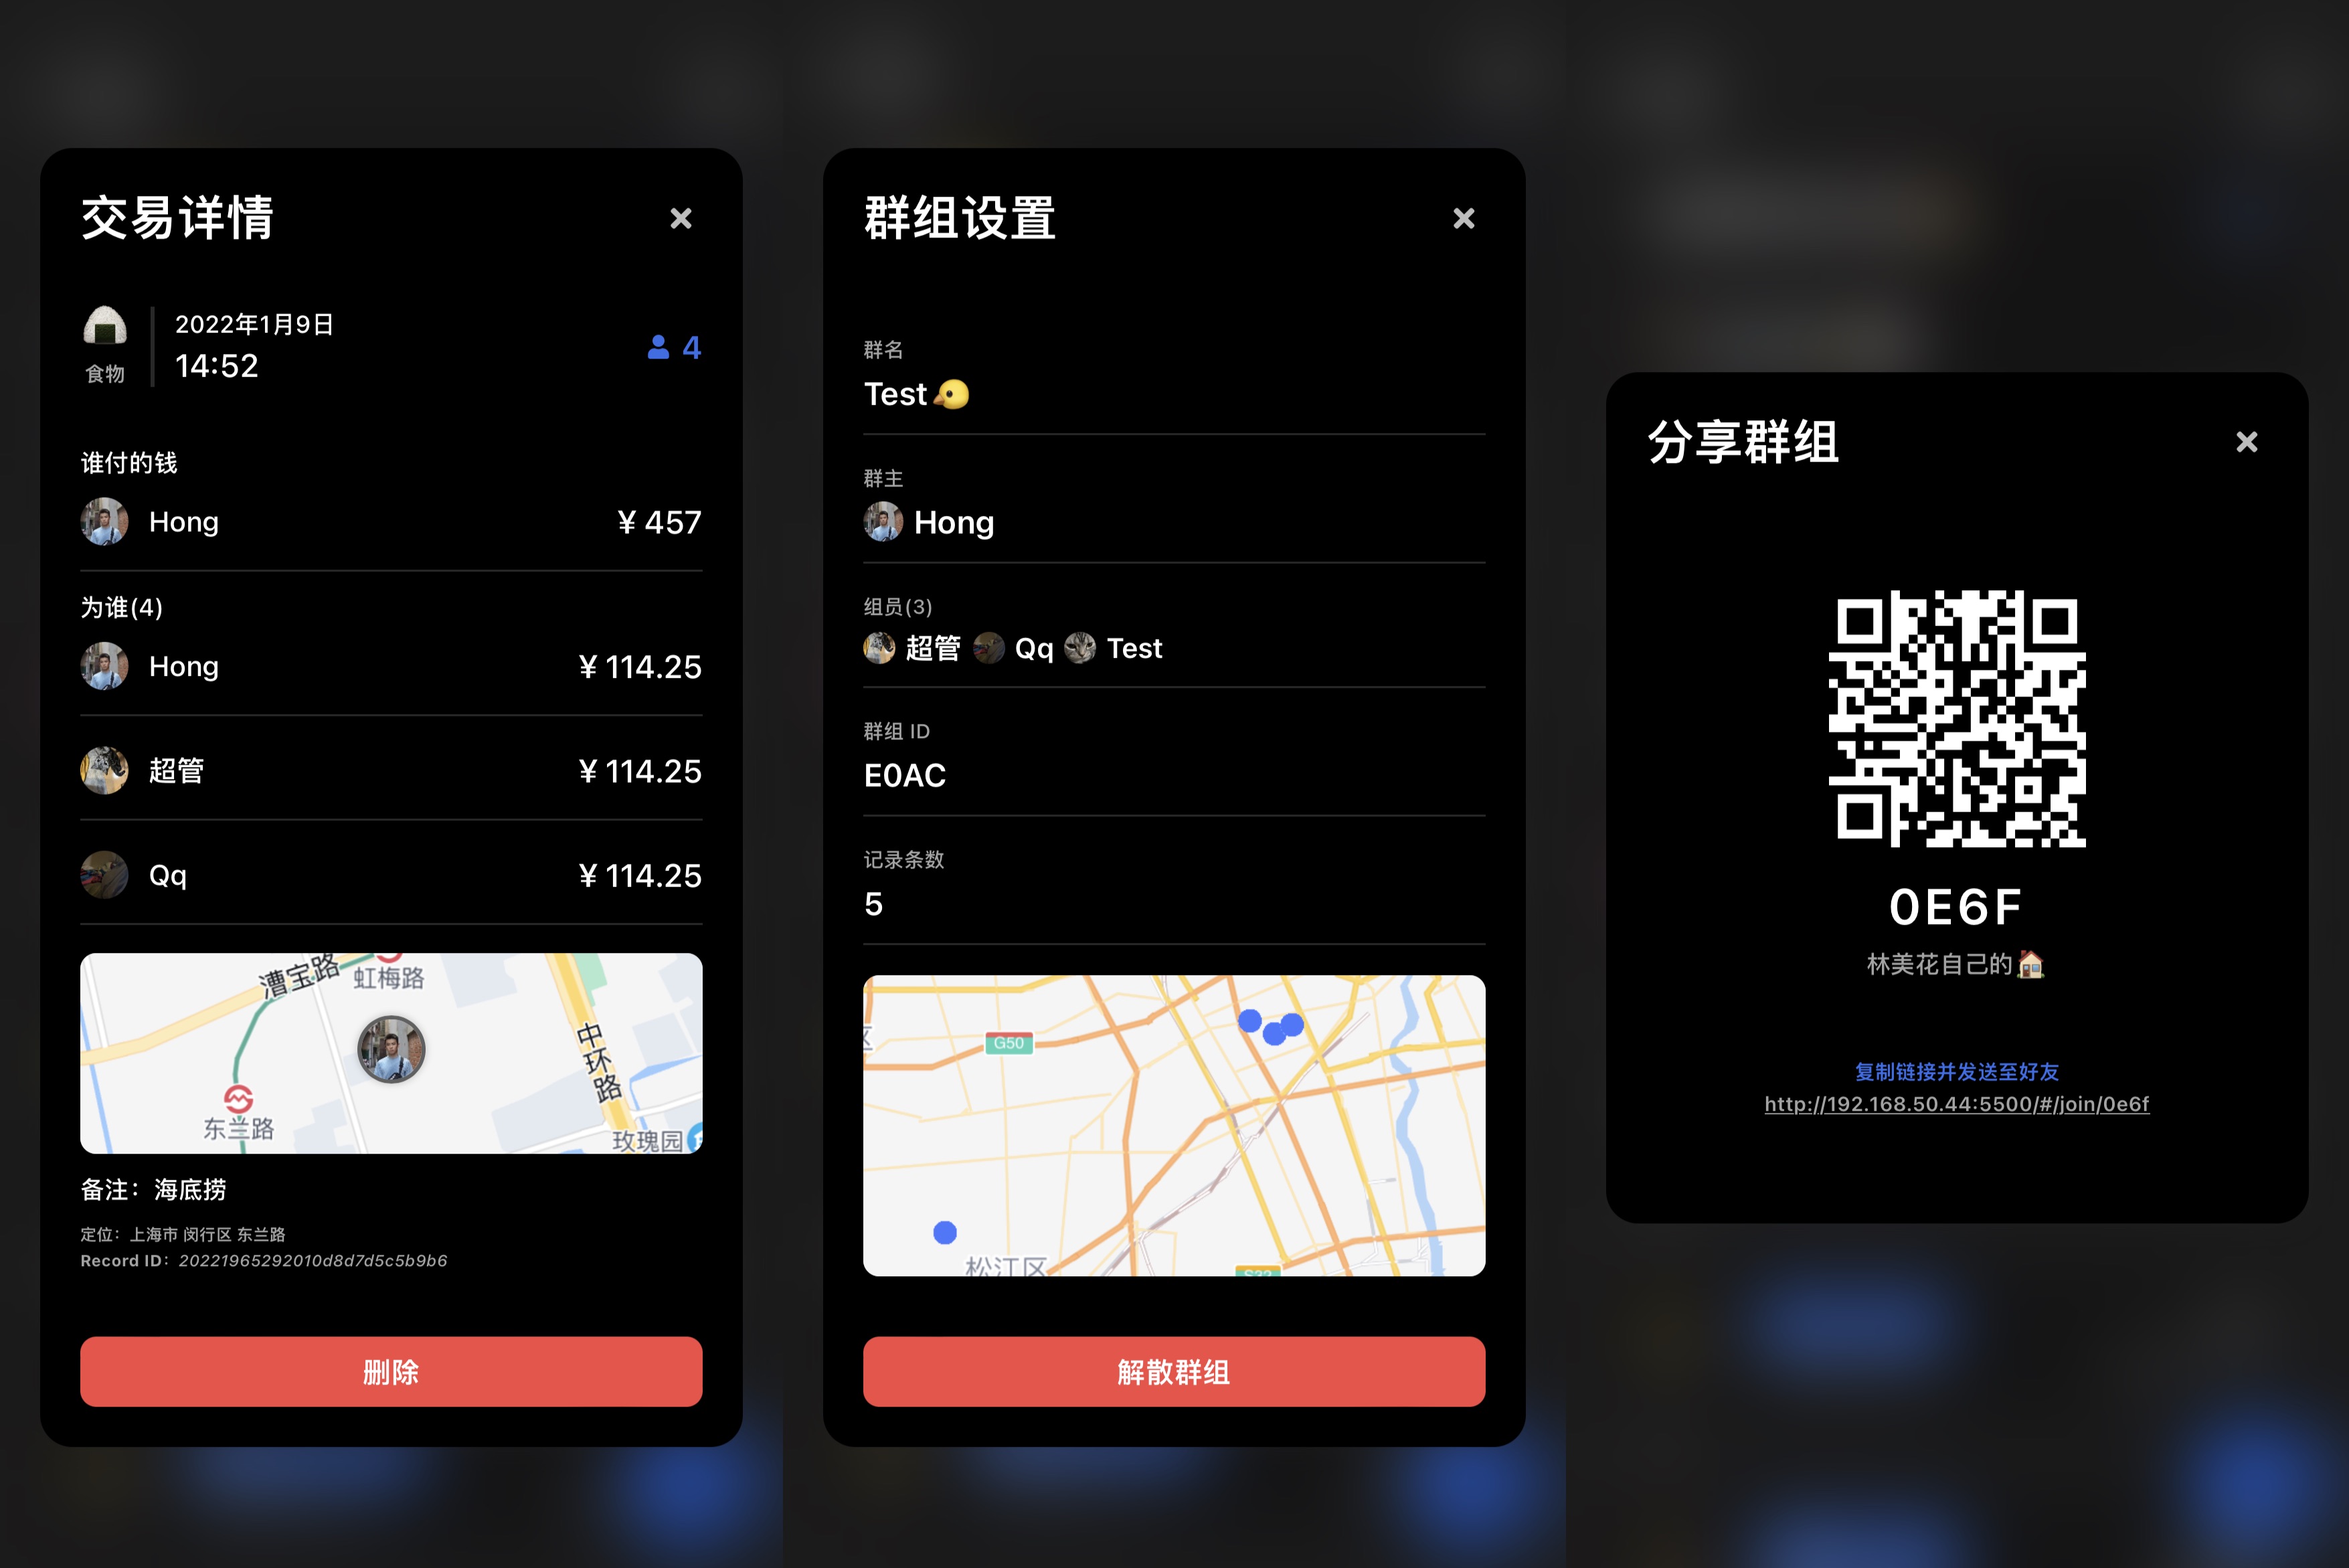 交易详情
食物
2022年1月9日
14:52
4
谁付的钱
Hong ¥ 457
为谁(4)
Hong ¥ 114.25
超管 ¥ 114.25
Qq ¥ 114.25
漕宝路
虹梅路
中环路
东兰路
玫瑰园
备注：海底捞
定位：上海市 闵行区 东兰路
Record ID：20221965292010d8d7d5c5b9b6
删除
群组设置
群名
Test🐤
群主
Hong
组员(3)
超管 Qq Test
群组 ID
E0AC
记录条数
5
区
G50
松江区
S32
解散群组
分享群组
0E6F
林美花自己的🏠
复制链接并发送至好友
http://192.168.50.44:5500/#/join/0e6f